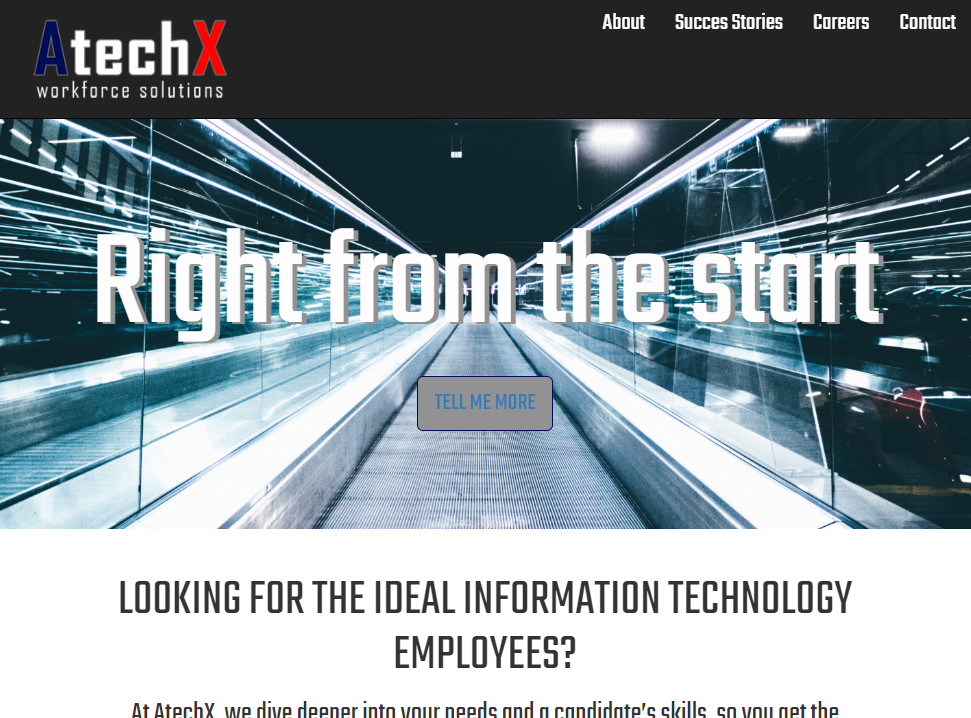 AtechX
workforce solutions
About Succes Stories Careers Contact
Right from the start
TELL ME MORE
LOOKING FOR THE IDEAL INFORMATION TECHNOLOGY
EMPLOYEES?
At AtechX, we dive deeper into your needs and a candidate's skills, so you get the